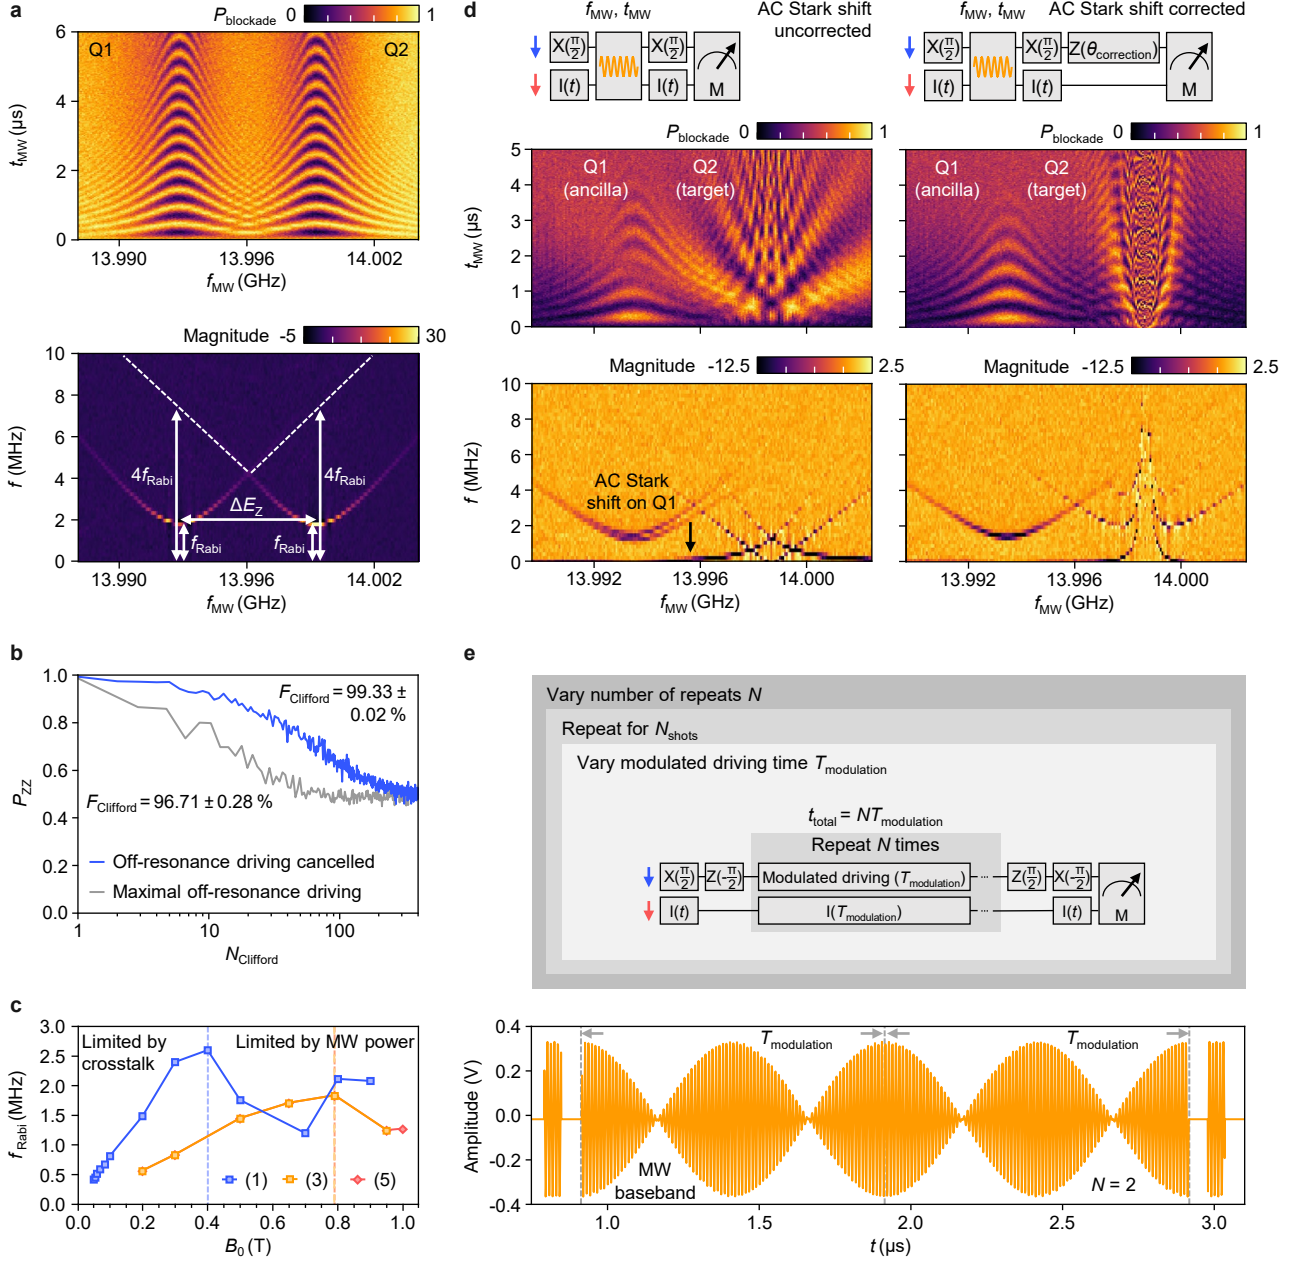 a
P_blockade 0 1
Q1 Q2
6
4
2
0
t_MW (µs)
13.990 13.996 14.002
f_MW (GHz)
Magnitude -5 30
10
8
6
4
2
0
f (MHz)
4f_Rabi 4f_Rabi
ΔE_Z
f_Rabi f_Rabi
13.990 13.996 14.002
f_MW (GHz)
b
1.0
0.8
0.6
0.4
0.2
0.0
P_ZZ
F_Clifford = 99.33 ±
0.02 %
F_Clifford = 96.71 ± 0.28 %
Off-resonance driving cancelled
Maximal off-resonance driving
1 10 100
N_Clifford
c
3.0
2.5
2.0
1.5
1.0
0.5
0.0
f_Rabi (MHz)
Limited by
crosstalk
Limited by MW power
(1) (3) (5)
0.0 0.2 0.4 0.6 0.8 1.0
B_0 (T)
d
f_MW, t_MW
AC Stark shift
uncorrected
X(π/2) X(π/2)
I(t) I(t) M
P_blockade 0 1
Q1
(ancilla)
Q2
(target)
5
4
3
2
1
0
t_MW (µs)
Magnitude -12.5 2.5
10
8
6
4
2
0
f (MHz)
AC Stark
shift on Q1
13.992 13.996 14.000
f_MW (GHz)
f_MW, t_MW
AC Stark shift corrected
X(π/2) X(π/2) Z(θ_correction)
I(t) I(t) M
P_blockade 0 1
Q1
(ancilla)
Q2
(target)
Magnitude -12.5 2.5
13.992 13.996 14.000
f_MW (GHz)
e
Vary number of repeats N
Repeat for N_shots
Vary modulated driving time T_modulation
t_total = NT_modulation
Repeat N times
X(π/2) Z(-π/2) Modulated driving (T_modulation) ... Z(π/2) X(-π/2)
I(t) I(T_modulation) ... I(t) M
0.4
0.2
0.0
-0.2
-0.4
Amplitude (V)
T_modulation T_modulation
MW
baseband
N = 2
1.0 1.5 2.0 2.5 3.0
t (µs)